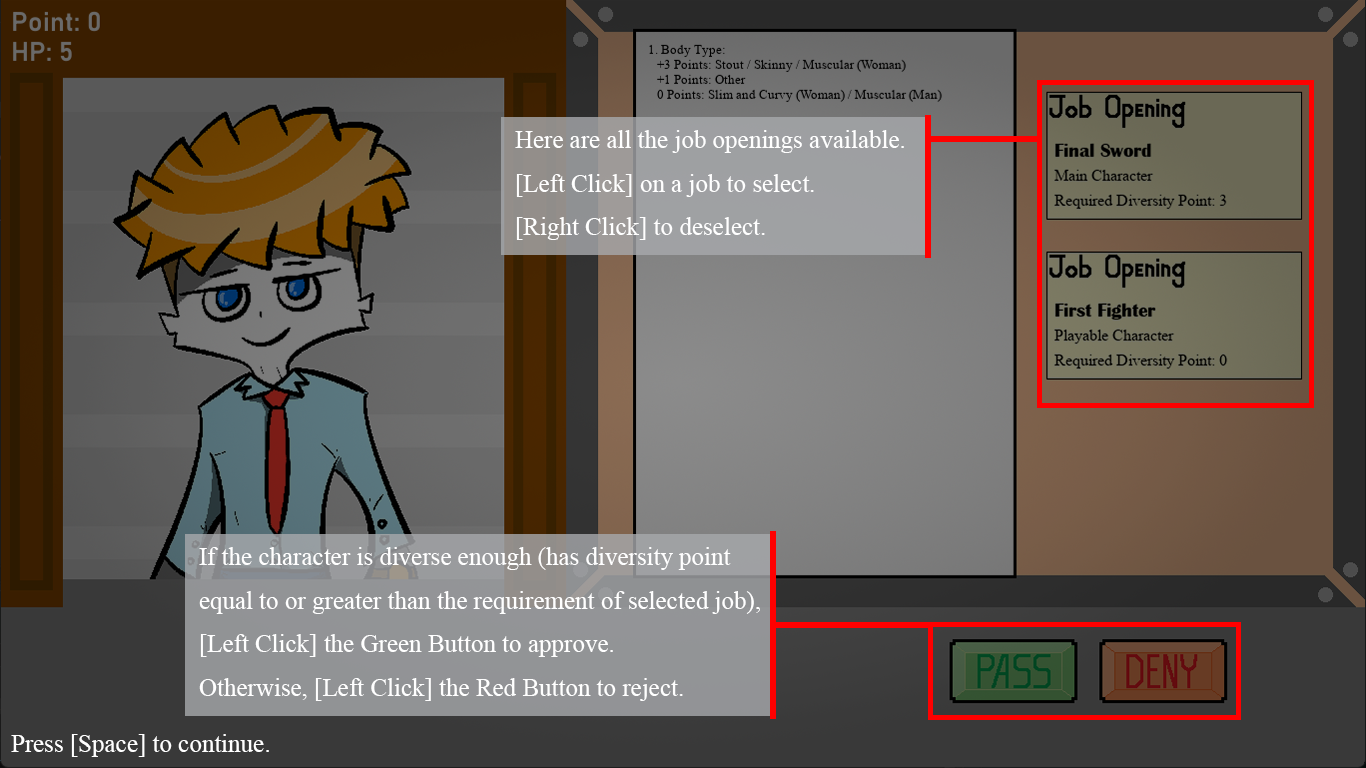 Point: 0
HP: 5
1. Body Type:
+3 Points: Stout / Skinny / Muscular (Woman)
+1 Points: Other
0 Points: Slim and Curvy (Woman) / Muscular (Man)
Here are all the job openings available.
[Left Click] on a job to select.
[Right Click] to deselect.
Job Opening
Final Sword
Main Character
Required Diversity Point: 3
Job Opening
First Fighter
Playable Character
Required Diversity Point: 0
If the character is diverse enough (has diversity point
equal to or greater than the requirement of selected job),
[Left Click] the Green Button to approve.
Otherwise, [Left Click] the Red Button to reject.
PASS
DENY
Press [Space] to continue.